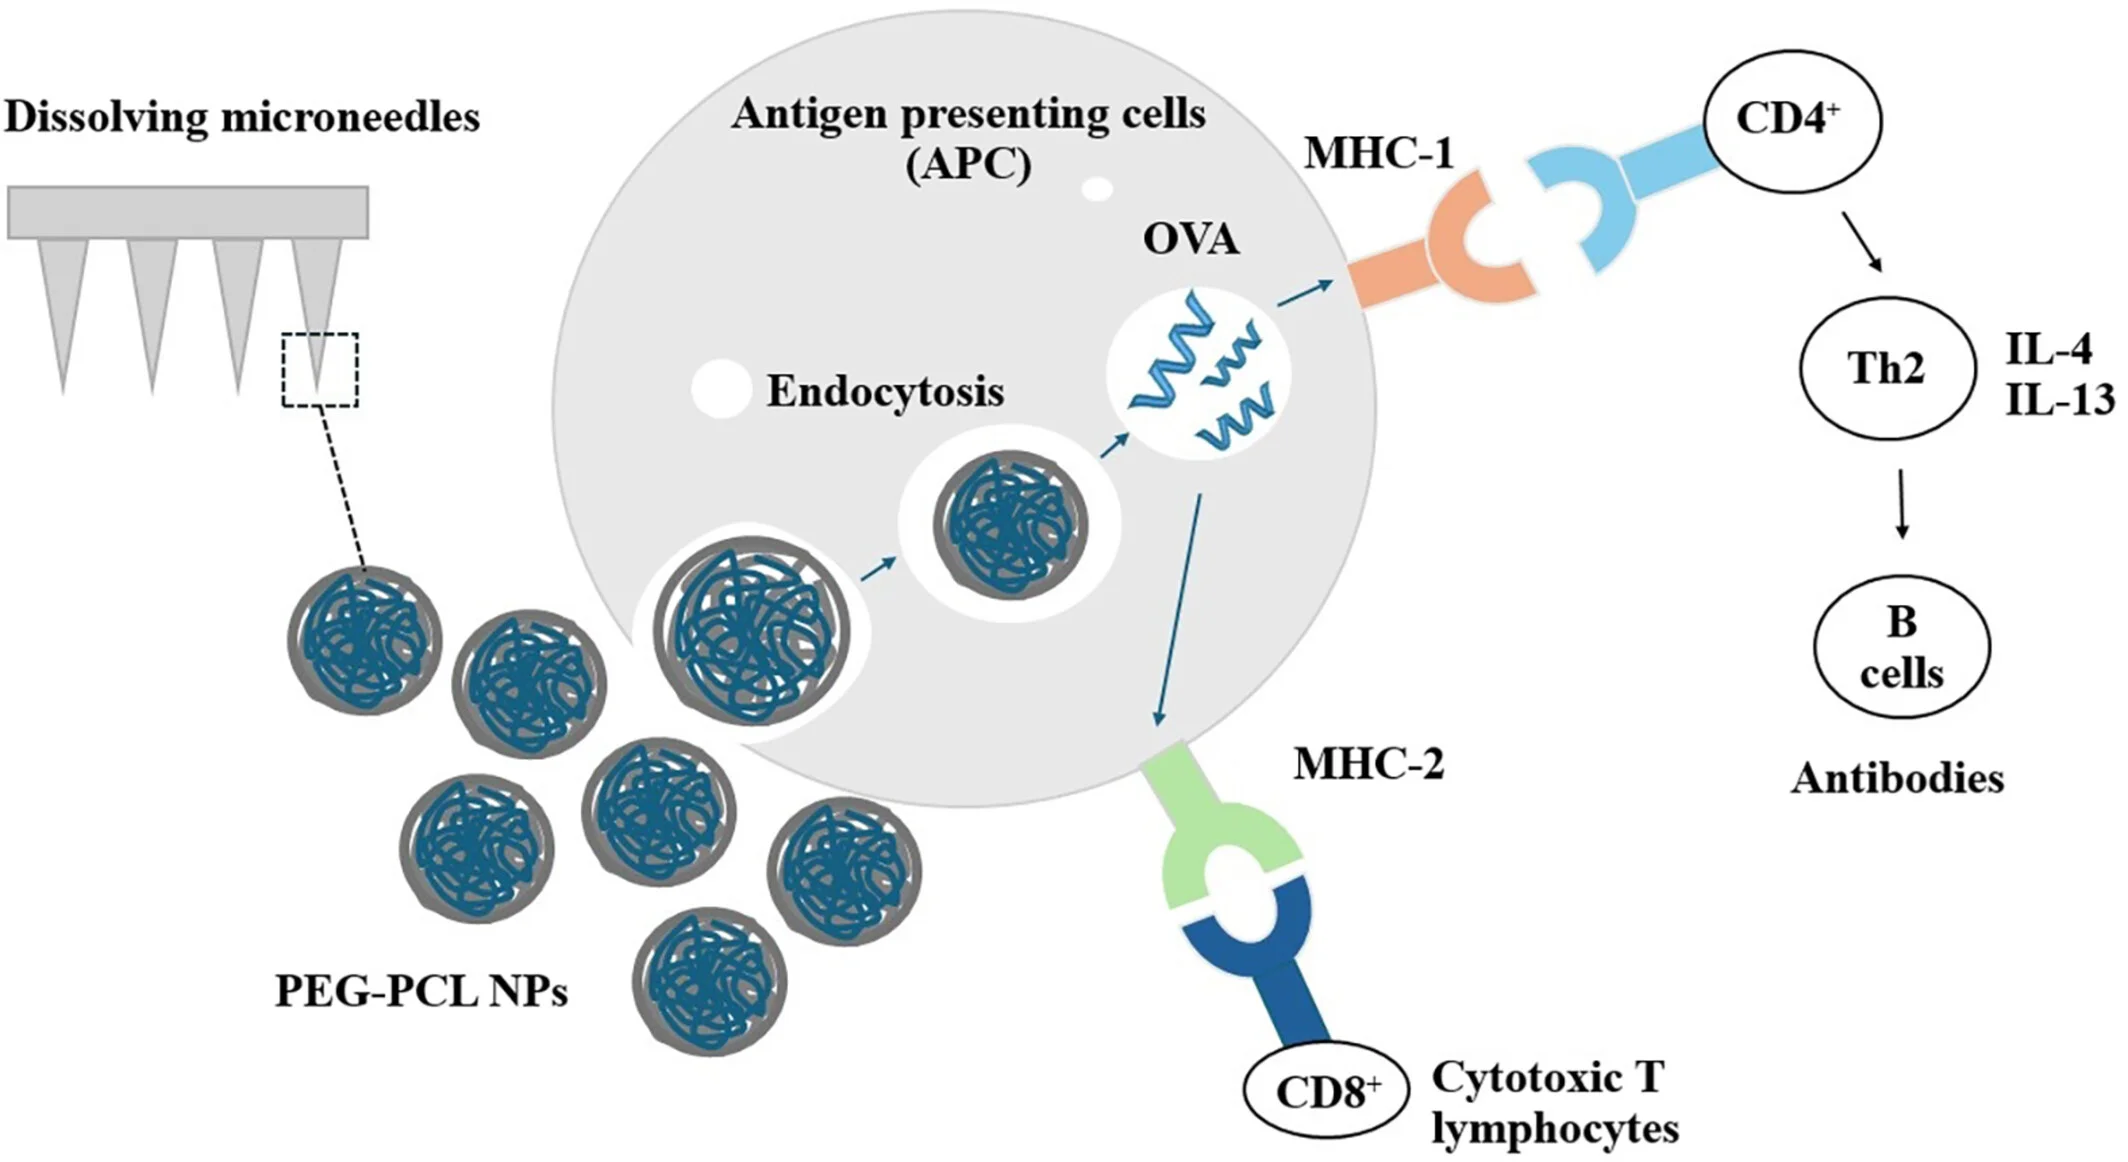 Dissolving microneedles
Antigen presenting cells
(APC)
OVA
Endocytosis
PEG-PCL NPs
MHC-1
CD4⁺
Th2
IL-4
IL-13
B
cells
Antibodies
MHC-2
CD8⁺
Cytotoxic T
lymphocytes